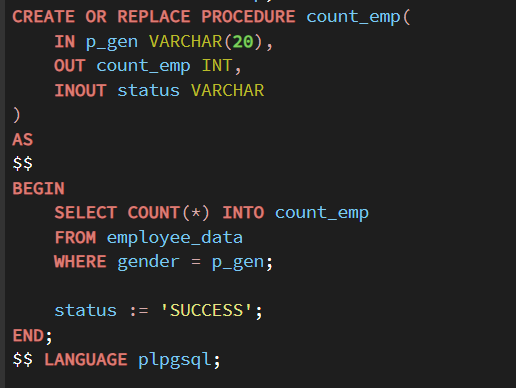 CREATE OR REPLACE PROCEDURE count_emp(
    IN p_gen VARCHAR(20),
    OUT count_emp INT,
    INOUT status VARCHAR
)
AS
$$
BEGIN
    SELECT COUNT(*) INTO count_emp
    FROM employee_data
    WHERE gender = p_gen;

    status := 'SUCCESS';
END;
$$ LANGUAGE plpgsql;